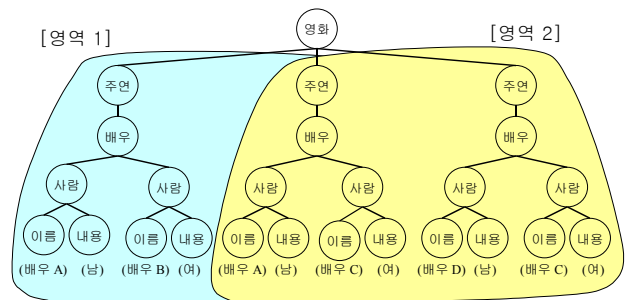 영화
[영역 1]
[영역 2]
주연 주연 주연
배우 배우 배우
사람 사람 사람 사람 사람 사람
이름 내용 이름 내용 이름 내용 이름 내용 이름 내용 이름 내용
(배우 A) (남) (배우 B) (여) (배우 A) (남) (배우 C) (여) (배우 D) (남) (배우 C) (여)